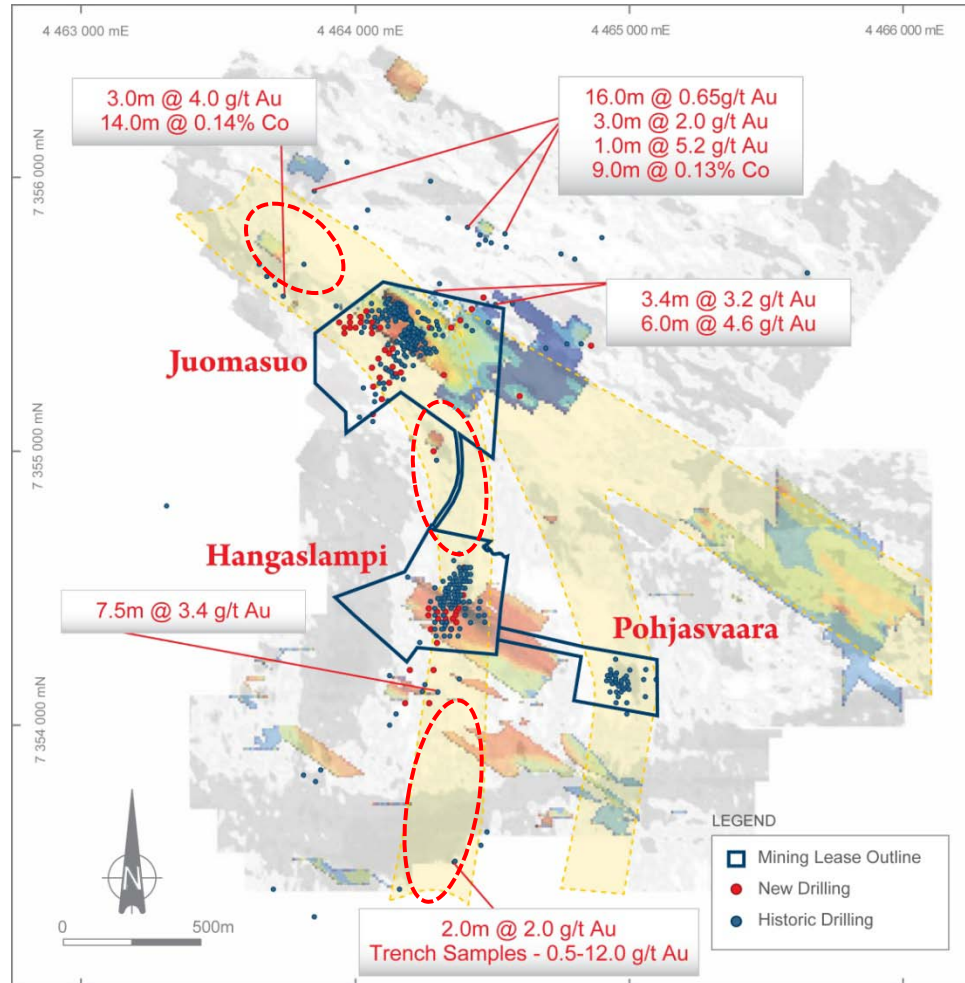 4 463 000 mE
4 464 000 mE
4 465 000 mE
4 466 000 mE
3.0m @ 4.0 g/t Au
14.0m @ 0.14% Co
16.0m @ 0.65g/t Au
3.0m @ 2.0 g/t Au
1.0m @ 5.2 g/t Au
9.0m @ 0.13% Co
7 356 000 mN
3.4m @ 3.2 g/t Au
6.0m @ 4.6 g/t Au
Juomasuo
7 355 000 mN
Hangaslampi
7.5m @ 3.4 g/t Au
Pohjasvaara
7 354 000 mN
LEGEND
Mining Lease Outline
New Drilling
Historic Drilling
N
0
500m
2.0m @ 2.0 g/t Au
Trench Samples - 0.5-12.0 g/t Au